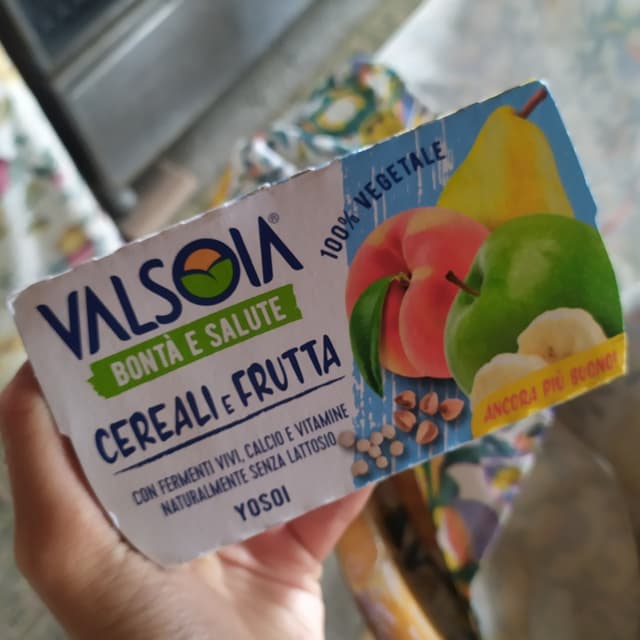 VALSOIA®
BONTÀ E SALUTE
CEREALI E FRUTTA
CON FERMENTI VIVI, CALCIO E VITAMINE
NATURALMENTE SENZA LATTOSIO
YOSOI
100% VEGETALE
ANCORA PIÙ BUONO!